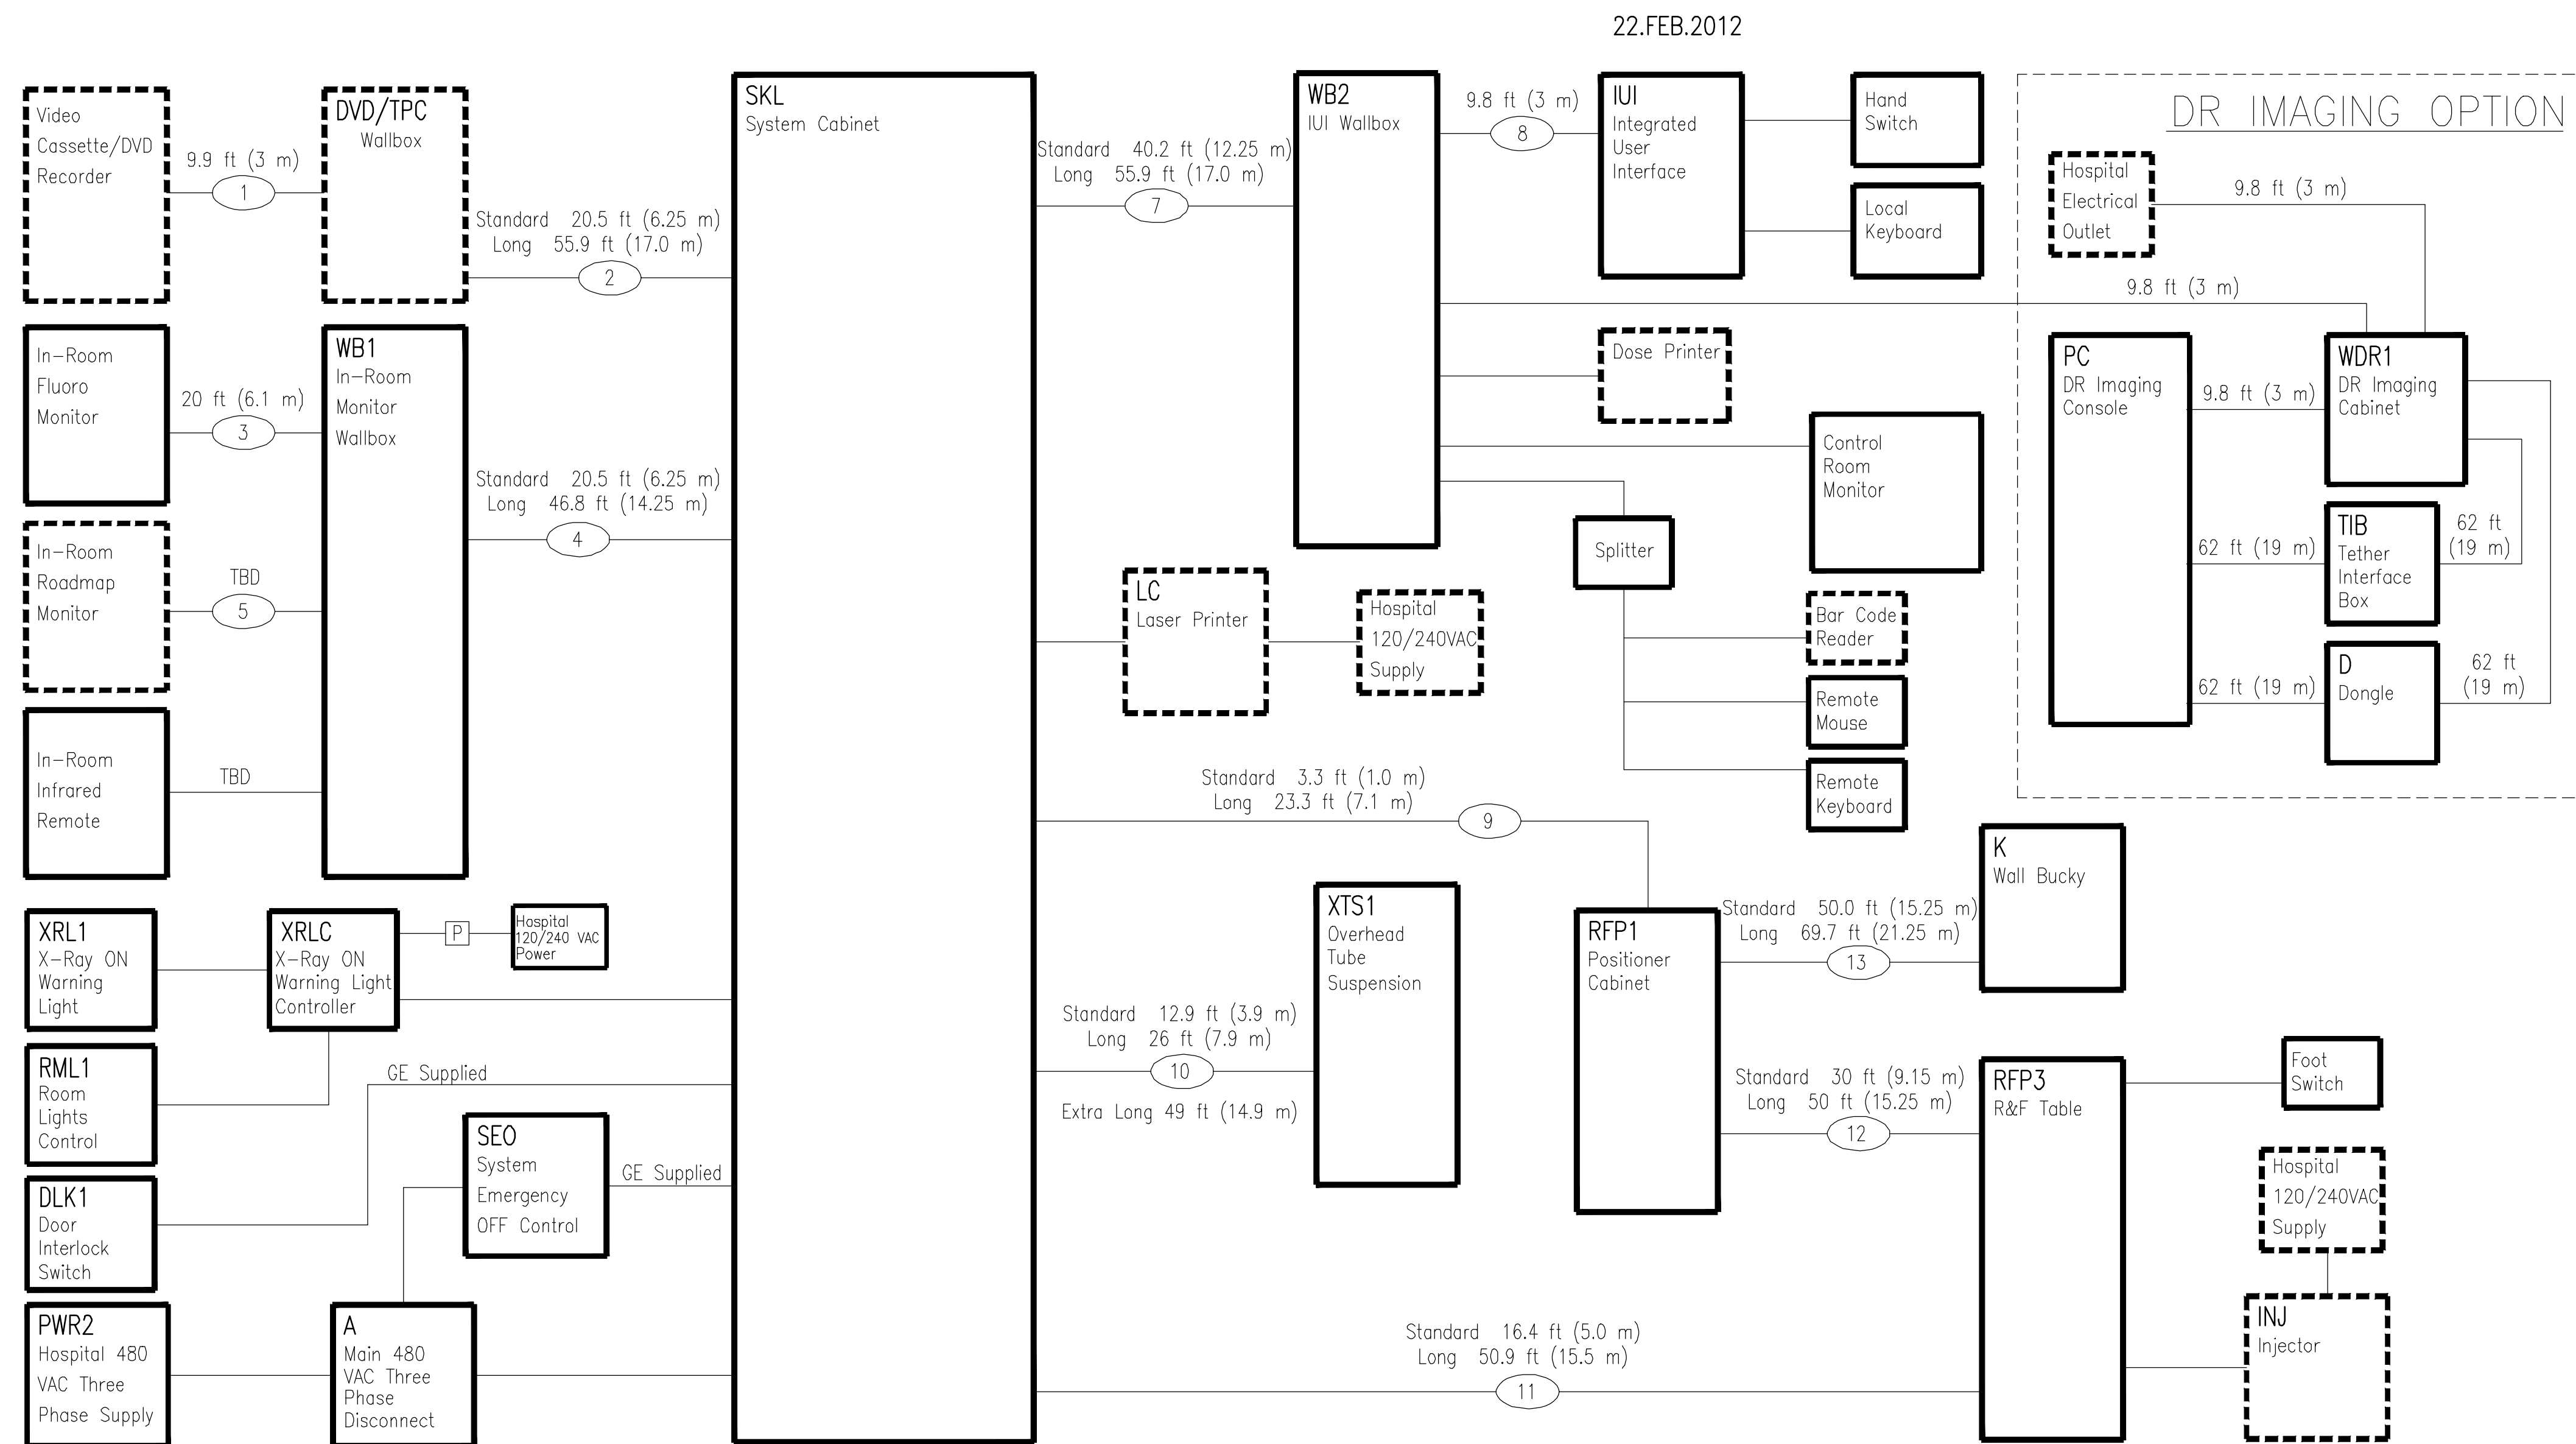 22.FEB.2012
Video
Cassette/DVD
Recorder
9.9 ft (3 m)
1
DVD/TPC
Wallbox
Standard 20.5 ft (6.25 m)
Long 55.9 ft (17.0 m)
2
In-Room
Fluoro
Monitor
20 ft (6.1 m)
3
WB1
In-Room
Monitor
Wallbox
Standard 20.5 ft (6.25 m)
Long 46.8 ft (14.25 m)
4
In-Room
Roadmap
Monitor
TBD
5
In-Room
Infrared
Remote
TBD
XRL1
X-Ray ON
Warning
Light
XRLC
X-Ray ON
Warning Light
Controller
P
Hospital
120/240 VAC
Power
RML1
Room
Lights
Control
GE Supplied
DLK1
Door
Interlock
Switch
SEO
System
Emergency
OFF Control
GE Supplied
PWR2
Hospital 480
VAC Three
Phase Supply
A
Main 480
VAC Three
Phase
Disconnect
SKL
System Cabinet
Standard 40.2 ft (12.25 m)
Long 55.9 ft (17.0 m)
7
WB2
IUI Wallbox
9.8 ft (3 m)
8
IUI
Integrated
User
Interface
Hand
Switch
Local
Keyboard
Dose Printer
Control
Room
Monitor
Splitter
Bar Code
Reader
Remote
Mouse
Remote
Keyboard
LC
Laser Printer
Hospital
120/240VAC
Supply
Standard 3.3 ft (1.0 m)
Long 23.3 ft (7.1 m)
9
XTS1
Overhead
Tube
Suspension
Standard 12.9 ft (3.9 m)
Long 26 ft (7.9 m)
10
Extra Long 49 ft (14.9 m)
RFP1
Positioner
Cabinet
Standard 50.0 ft (15.25 m)
Long 69.7 ft (21.25 m)
13
K
Wall Bucky
Standard 30 ft (9.15 m)
Long 50 ft (15.25 m)
12
RFP3
R&F Table
Foot
Switch
Hospital
120/240VAC
Supply
INJ
Injector
Standard 16.4 ft (5.0 m)
Long 50.9 ft (15.5 m)
11
DR IMAGING OPTION
Hospital
Electrical
Outlet
9.8 ft (3 m)
9.8 ft (3 m)
PC
DR Imaging
Console
9.8 ft (3 m)
WDR1
DR Imaging
Cabinet
62 ft (19 m)
TIB
Tether
Interface
Box
62 ft
(19 m)
62 ft (19 m)
D
Dongle
62 ft
(19 m)